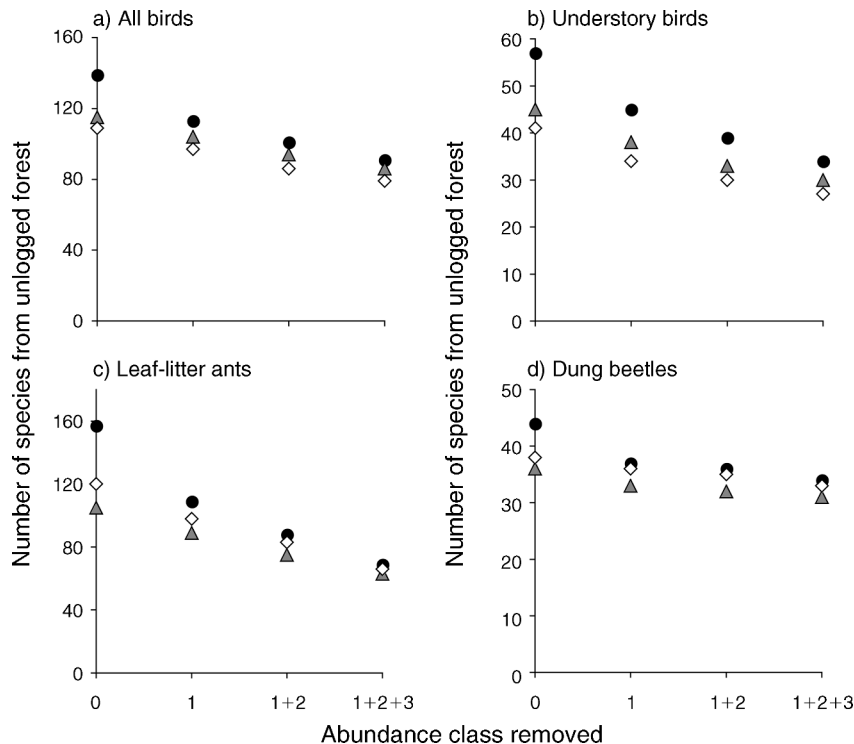 a) All birds
160
120
80
40
0
Number of species from unlogged forest
b) Understory birds
60
50
40
30
20
10
0
Number of species from unlogged forest
c) Leaf-litter ants
160
120
80
40
0
0 1 1+2 1+2+3
d) Dung beetles
50
40
30
20
10
0
0 1 1+2 1+2+3
Abundance class removed